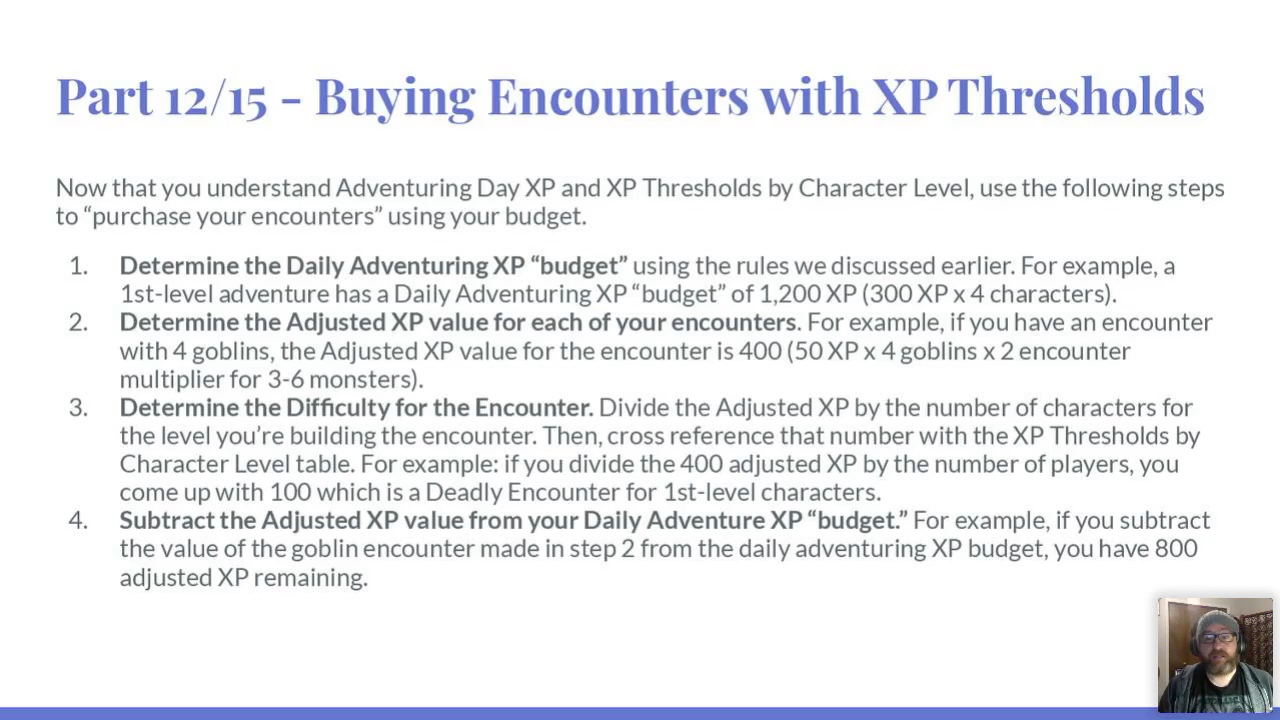 Part 12/15 - Buying Encounters with XP Thresholds
Now that you understand Adventuring Day XP and XP Thresholds by Character Level, use the following steps
to “purchase your encounters” using your budget.
1. Determine the Daily Adventuring XP “budget” using the rules we discussed earlier. For example, a
1st-level adventure has a Daily Adventuring XP “budget” of 1,200 XP (300 XP x 4 characters).
2. Determine the Adjusted XP value for each of your encounters. For example, if you have an encounter
with 4 goblins, the Adjusted XP value for the encounter is 400 (50 XP x 4 goblins x 2 encounter
multiplier for 3-6 monsters).
3. Determine the Difficulty for the Encounter. Divide the Adjusted XP by the number of characters for
the level you’re building the encounter. Then, cross reference that number with the XP Thresholds by
Character Level table. For example: if you divide the 400 adjusted XP by the number of players, you
come up with 100 which is a Deadly Encounter for 1st-level characters.
4. Subtract the Adjusted XP value from your Daily Adventure XP “budget.” For example, if you subtract
the value of the goblin encounter made in step 2 from the daily adventuring XP budget, you have 800
adjusted XP remaining.